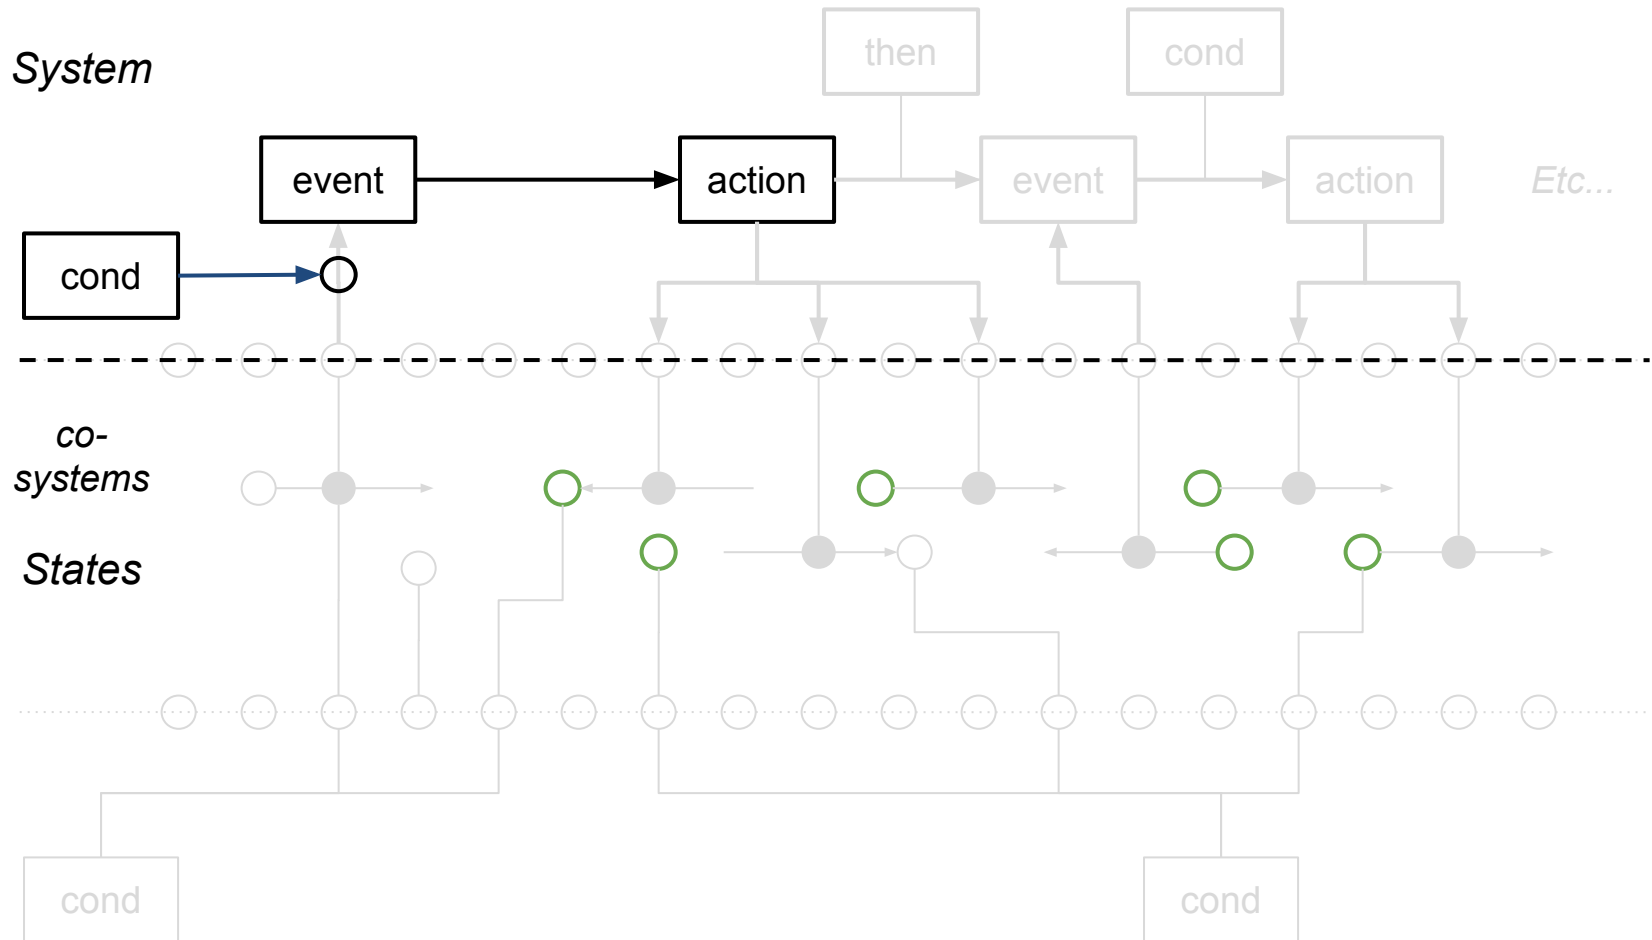 System
then
cond
event
action
event
action
Etc...
cond
co-
systems
States
cond
cond